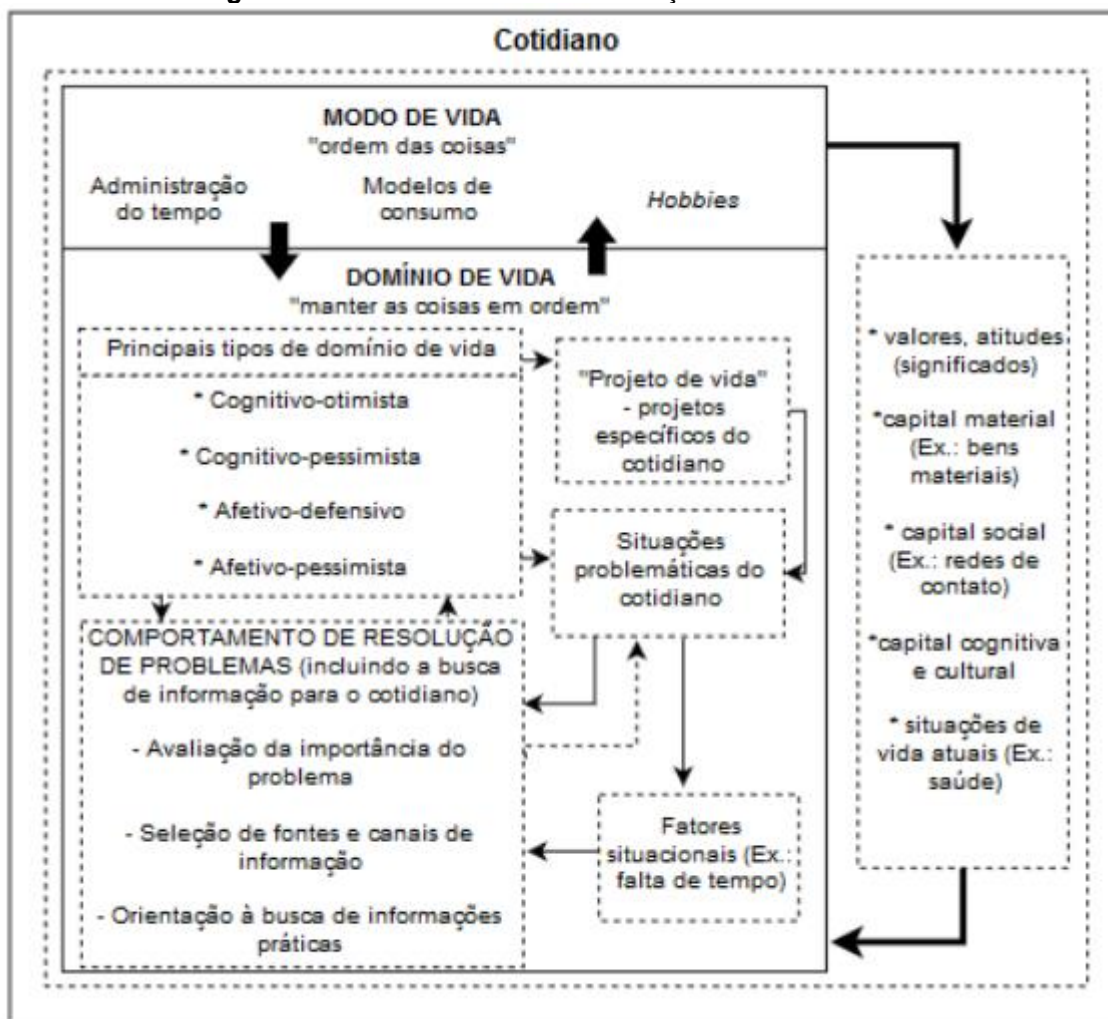 Cotidiano
MODO DE VIDA
"ordem das coisas"
Administração
do tempo
Modelos de
consumo
Hobbies
DOMÍNIO DE VIDA
"manter as coisas em ordem"
Principais tipos de domínio de vida
* Cognitivo-otimista
* Cognitivo-pessimista
* Afetivo-defensivo
* Afetivo-pessimista
"Projeto de vida"
- projetos
específicos do
cotidiano
Situações
problemáticas do
cotidiano
COMPORTAMENTO DE RESOLUÇÃO
DE PROBLEMAS (incluindo a busca
de informação para o cotidiano)
- Avaliação da importância do
problema
- Seleção de fontes e canais de
informação
- Orientação à busca de informações
práticas
Fatores
situacionais (Ex.:
falta de tempo)
* valores, atitudes
(significados)
*capital material
(Ex.: bens
materiais)
* capital social
(Ex.: redes de
contato)
*capital cognitiva
e cultural
* situações de
vida atuais (Ex.:
saúde)